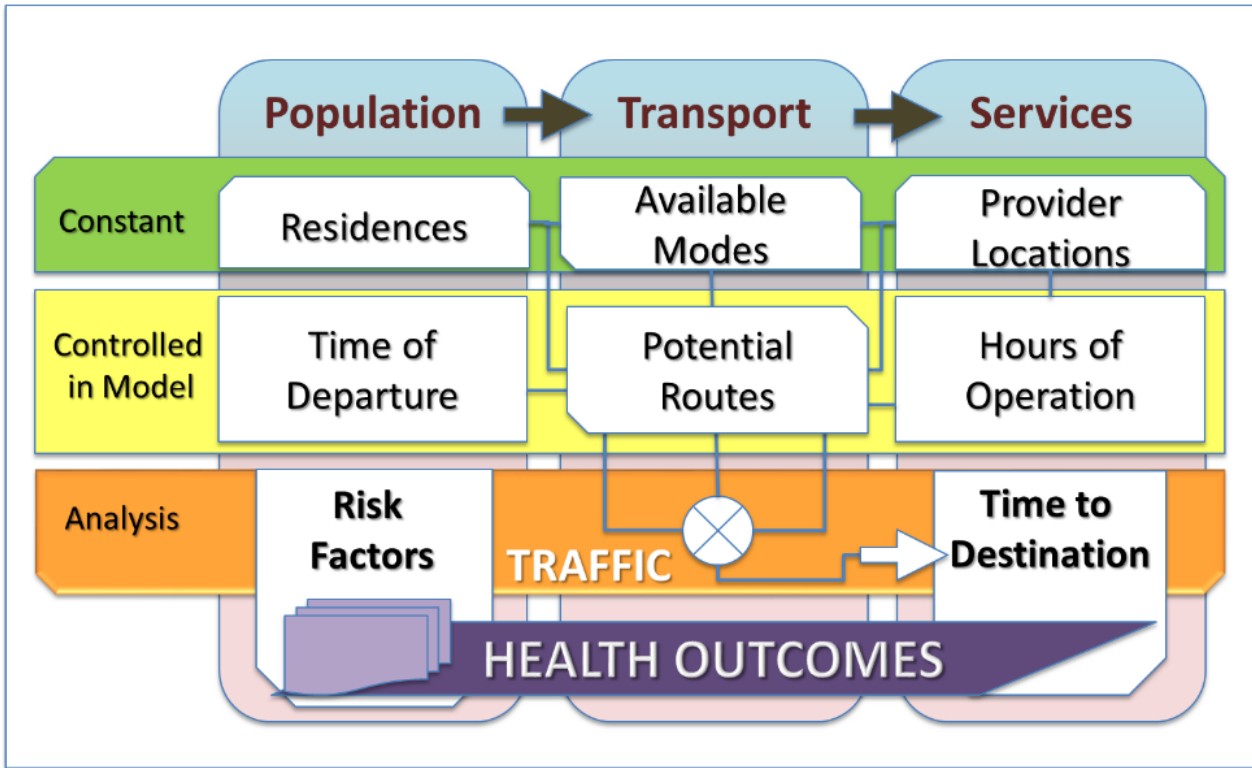 Population
Transport
Services
Constant
Residences
Available
Modes
Provider
Locations
Controlled
in Model
Time of
Departure
Potential
Routes
Hours of
Operation
Analysis
Risk
Factors
TRAFFIC
Time to
Destination
HEALTH OUTCOMES